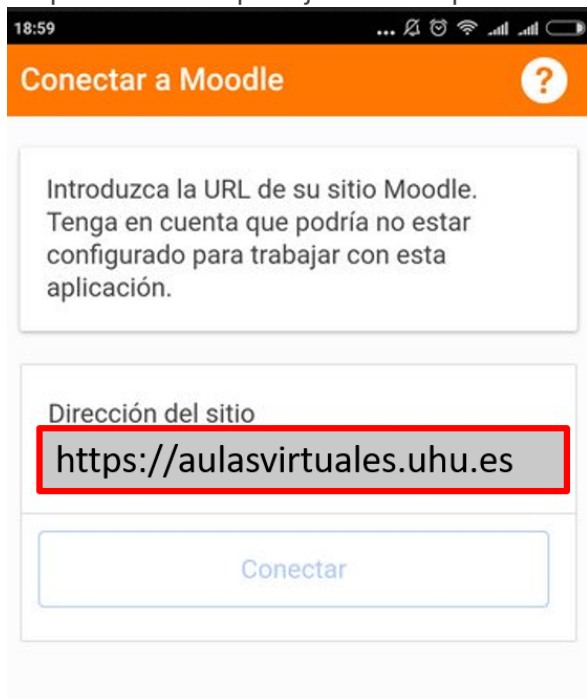 18:59
...
Conectar a Moodle
?
Introduzca la URL de su sitio Moodle.
Tenga en cuenta que podría no estar
configurado para trabajar con esta
aplicación.
Dirección del sitio
https://aulasvirtuales.uhu.es
Conectar